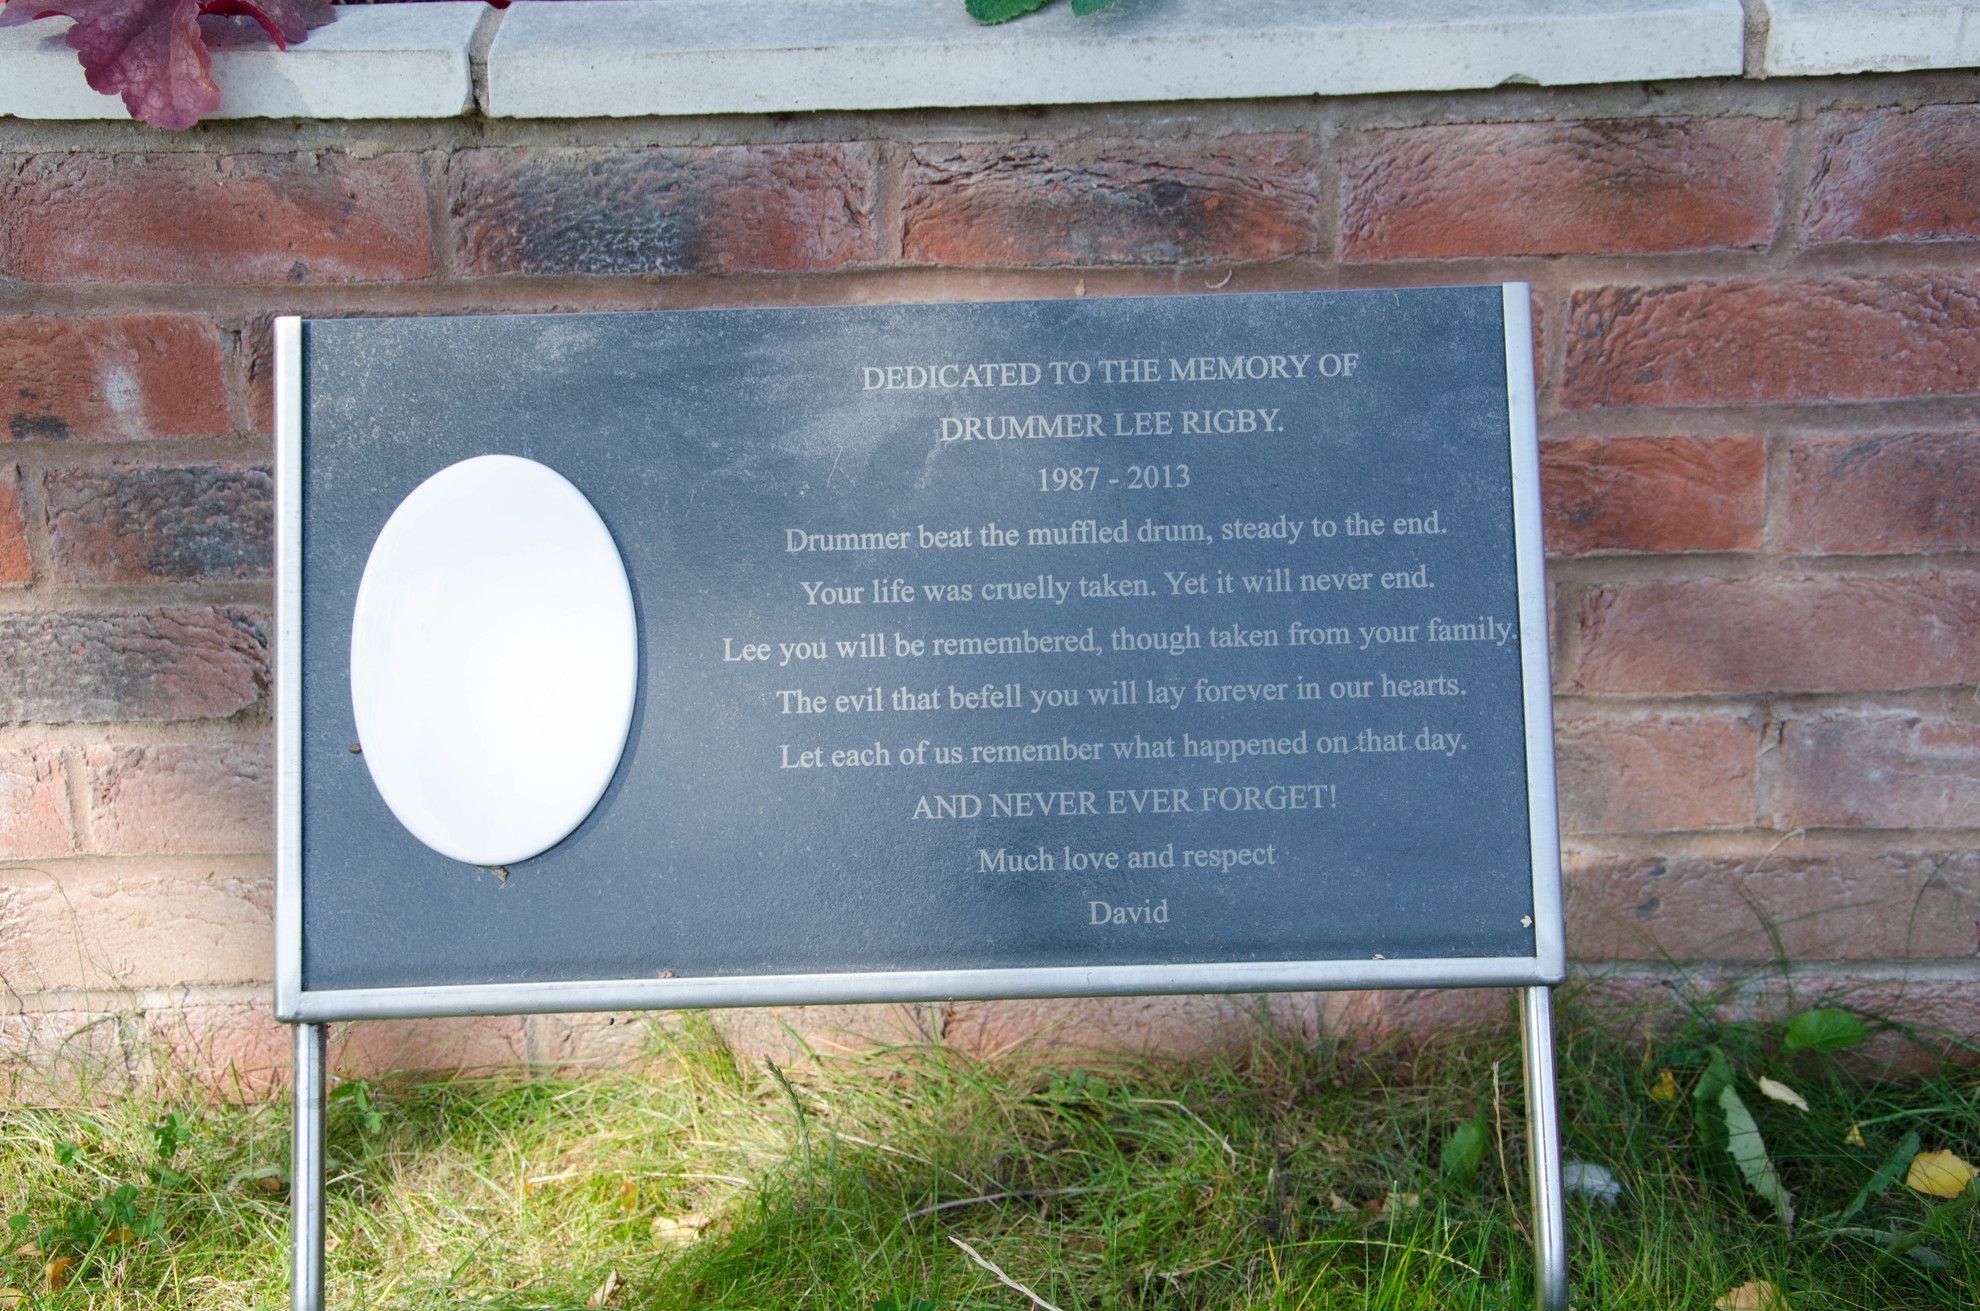 DEDICATED TO THE MEMORY OF
DRUMMER LEE RIGBY.
1987 - 2013
Drummer beat the muffled drum, steady to the end.
Your life was cruelly taken. Yet it will never end.
Lee you will be remembered, though taken from your family.
The evil that befell you will lay forever in our hearts.
Let each of us remember what happened on that day.
AND NEVER EVER FORGET!
Much love and respect
David